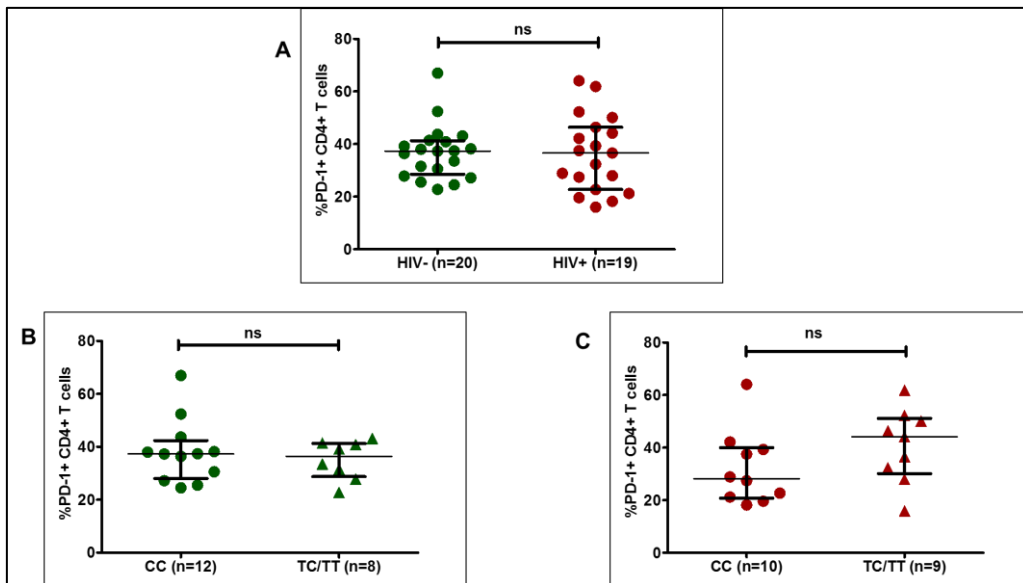 A
ns
%PD-1+ CD4+ T cells
80
60
40
20
0
HIV- (n=20)
HIV+ (n=19)
B
ns
%PD-1+ CD4+ T cells
80
60
40
20
0
CC (n=12)
TC/TT (n=8)
C
ns
%PD-1+ CD4+ T cells
80
60
40
20
0
CC (n=10)
TC/TT (n=9)